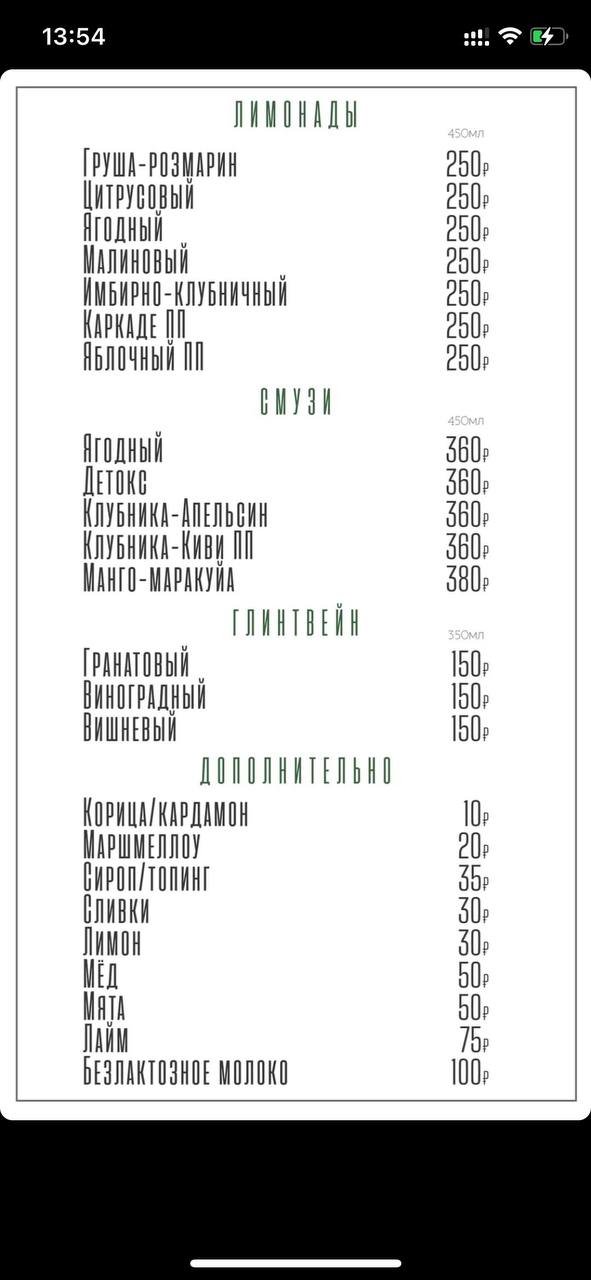 13:54
ЛИМОНАДЫ
450мл
Груша-розмарин 250₽
Цитрусовый 250₽
Ягодный 250₽
Малиновый 250₽
Имбирно-клубничный 250₽
Каркаде ПП 250₽
Яблочный ПП 250₽
СМУЗИ
450мл
Ягодный 360₽
Детокс 360₽
Клубника-Апельсин 360₽
Клубника-Киви ПП 360₽
Манго-маракуйа 380₽
ГЛИНТВЕЙН
350мл
Гранатовый 150₽
Виноградный 150₽
Вишневый 150₽
ДОПОЛНИТЕЛЬНО
Корица/кардамон 10₽
Маршмеллоу 20₽
Сироп/топинг 35₽
Сливки 30₽
Лимон 30₽
Мёд 50₽
Мята 50₽
Лайм 75₽
Безлактозное молоко 100₽